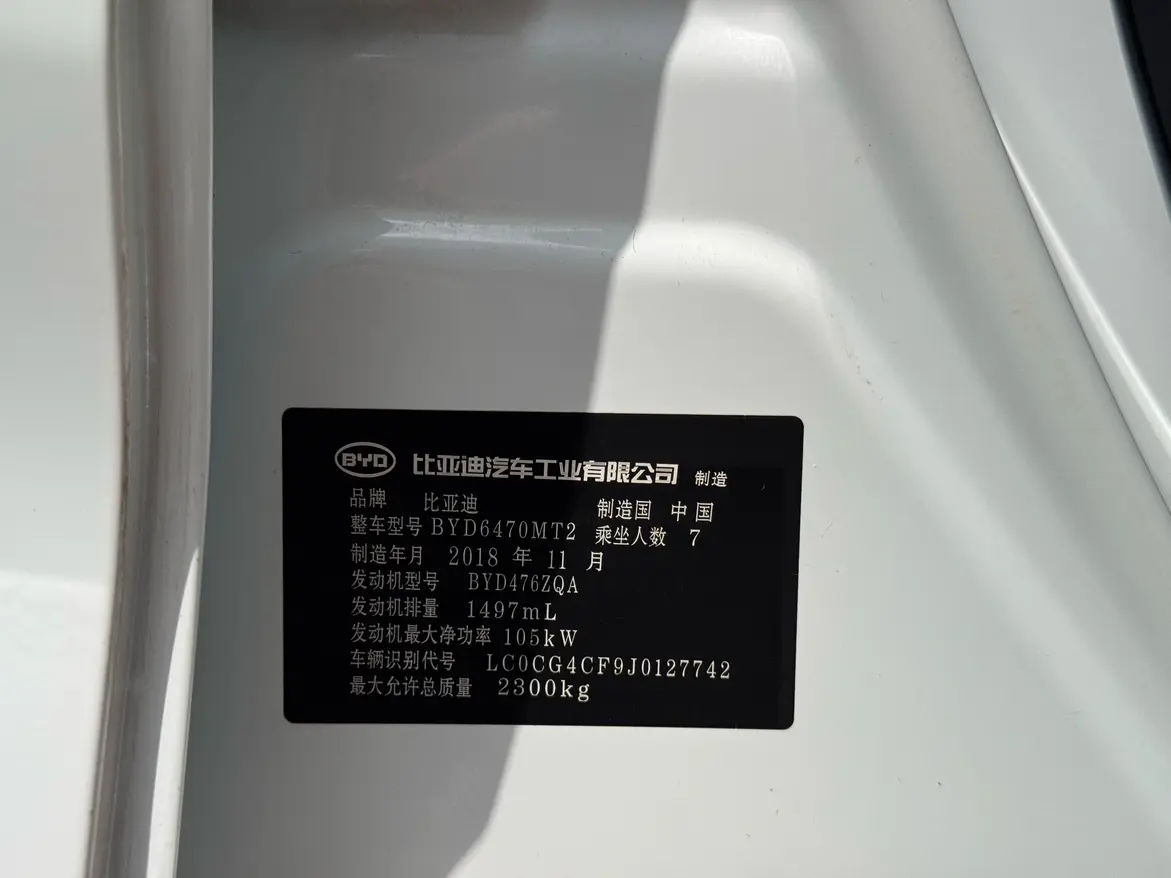 BYD 比亚迪汽车工业有限公司 制造
品牌 比亚迪 制造国 中国
整车型号 BYD6470MT2 乘坐人数 7
制造年月 2018 年 11 月
发动机型号 BYD476ZQA
发动机排量 1497mL
发动机最大净功率 105kW
车辆识别代号 LC0CG4CF9J0127742
最大允许总质量 2300kg